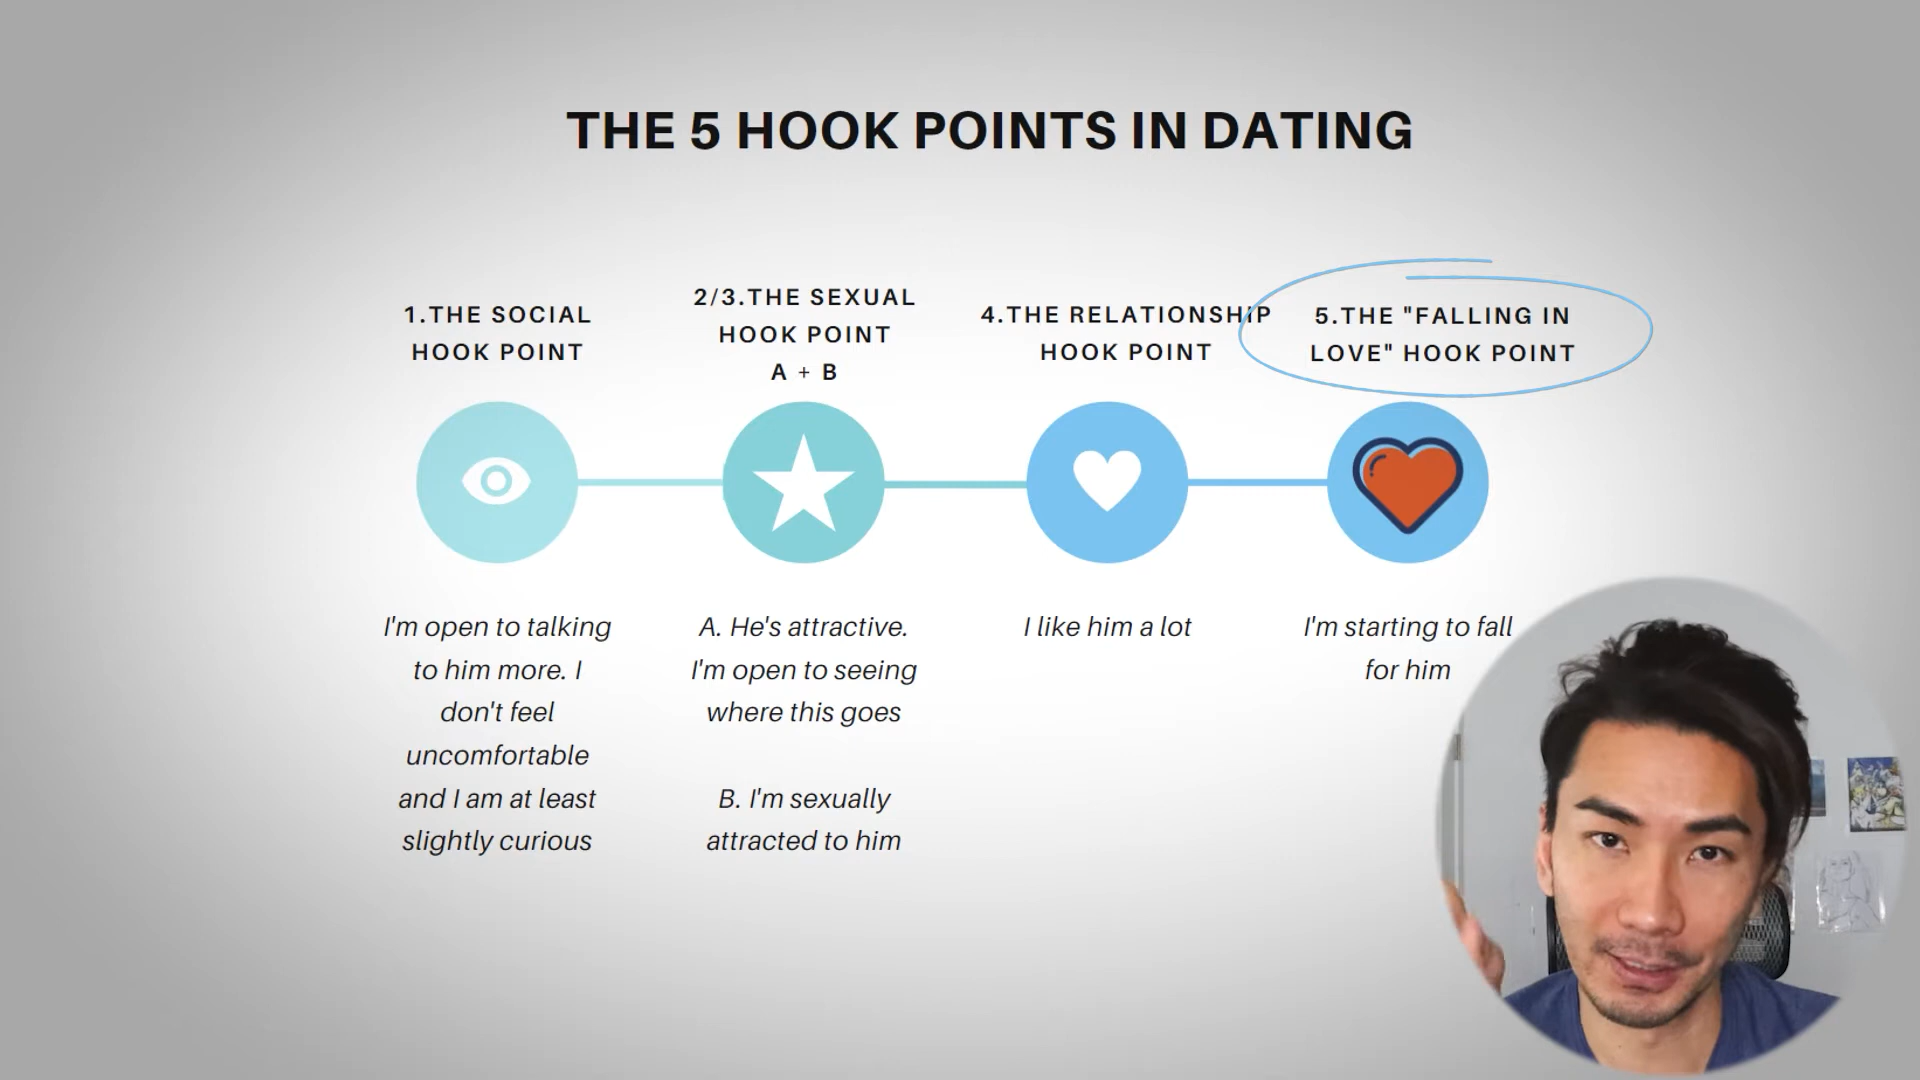 THE 5 HOOK POINTS IN DATING
1.THE SOCIAL
HOOK POINT
2/3.THE SEXUAL
HOOK POINT
A + B
4.THE RELATIONSHIP
HOOK POINT
5.THE "FALLING IN
LOVE" HOOK POINT
I'm open to talking
to him more. I
don't feel
uncomfortable
and I am at least
slightly curious
A. He's attractive.
I'm open to seeing
where this goes
B. I'm sexually
attracted to him
I like him a lot
I'm starting to fall
for him